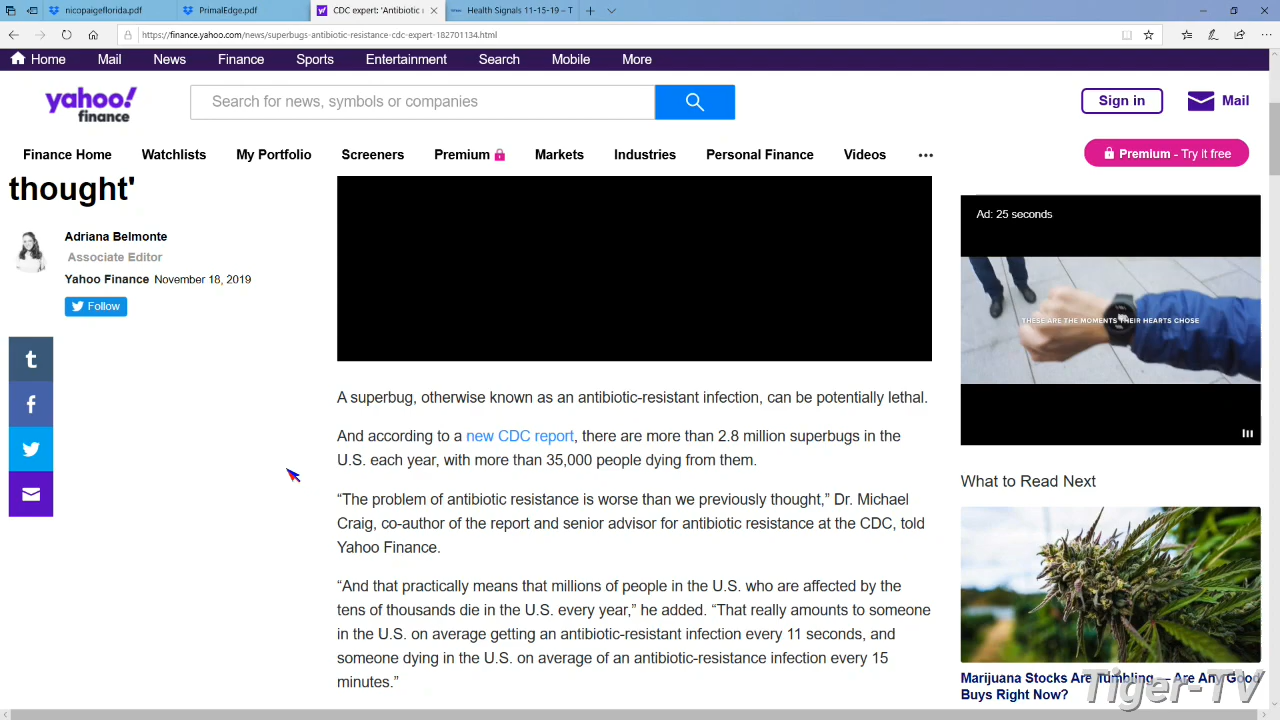 nicopaigeflorida.pdf
PrimalEdge.pdf
CDC expert: 'Antibiotic
Health Signals 11-15-19 – T
https://finance.yahoo.com/news/superbugs-antibiotic-resistance-cdc-expert-182701134.html
Home Mail News Finance Sports Entertainment Search Mobile More
yahoo!
finance
Search for news, symbols or companies
Sign in
Mail
Finance Home Watchlists My Portfolio Screeners Premium Markets Industries Personal Finance Videos ...
Premium - Try it free
thought'
Adriana Belmonte
Associate Editor
Yahoo Finance November 18, 2019
Follow
A superbug, otherwise known as an antibiotic-resistant infection, can be potentially lethal.
And according to a new CDC report, there are more than 2.8 million superbugs in the
U.S. each year, with more than 35,000 people dying from them.
“The problem of antibiotic resistance is worse than we previously thought,” Dr. Michael
Craig, co-author of the report and senior advisor for antibiotic resistance at the CDC, told
Yahoo Finance.
“And that practically means that millions of people in the U.S. who are affected by the
tens of thousands die in the U.S. every year,” he added. “That really amounts to someone
in the U.S. on average getting an antibiotic-resistant infection every 11 seconds, and
someone dying in the U.S. on average of an antibiotic-resistance infection every 15
minutes.”
Ad: 25 seconds
THESE ARE THE MOMENTS THEIR HEARTS CHOSE
What to Read Next
Marijuana Stocks Are Tumbling — Are Any Good
Buys Right Now?
Tiger-TV